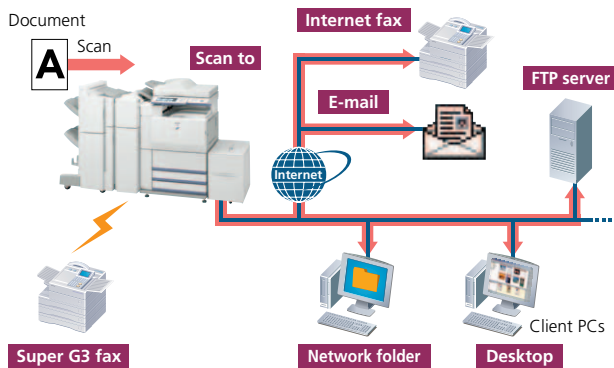 Document
A
Scan
Scan to
Internet fax
E-mail
FTP server
Internet
Super G3 fax
Network folder
Desktop
Client PCs